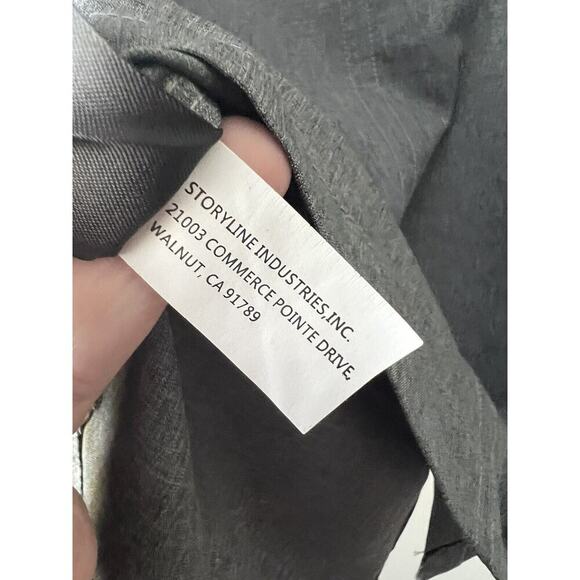 STORYLINE INDUSTRIES,INC.
21003 COMMERCE POINTE DRIVE,
WALNUT, CA 91789